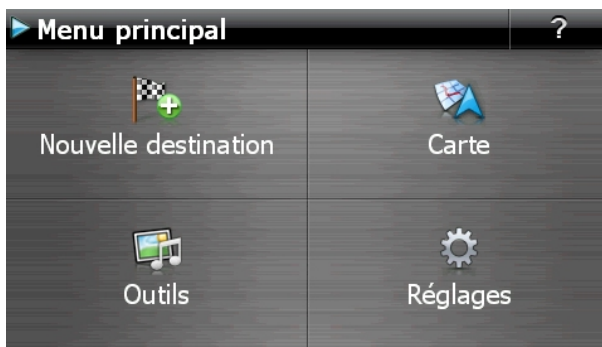 Menu principal ?
Nouvelle destination
Carte
Outils
Réglages